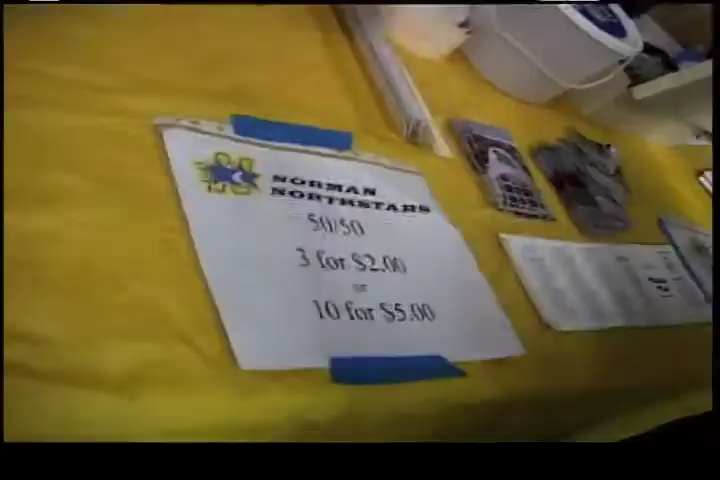 NORMAN
NORTHSTARS
50/50
3 for $2.00
or
10 for $5.00